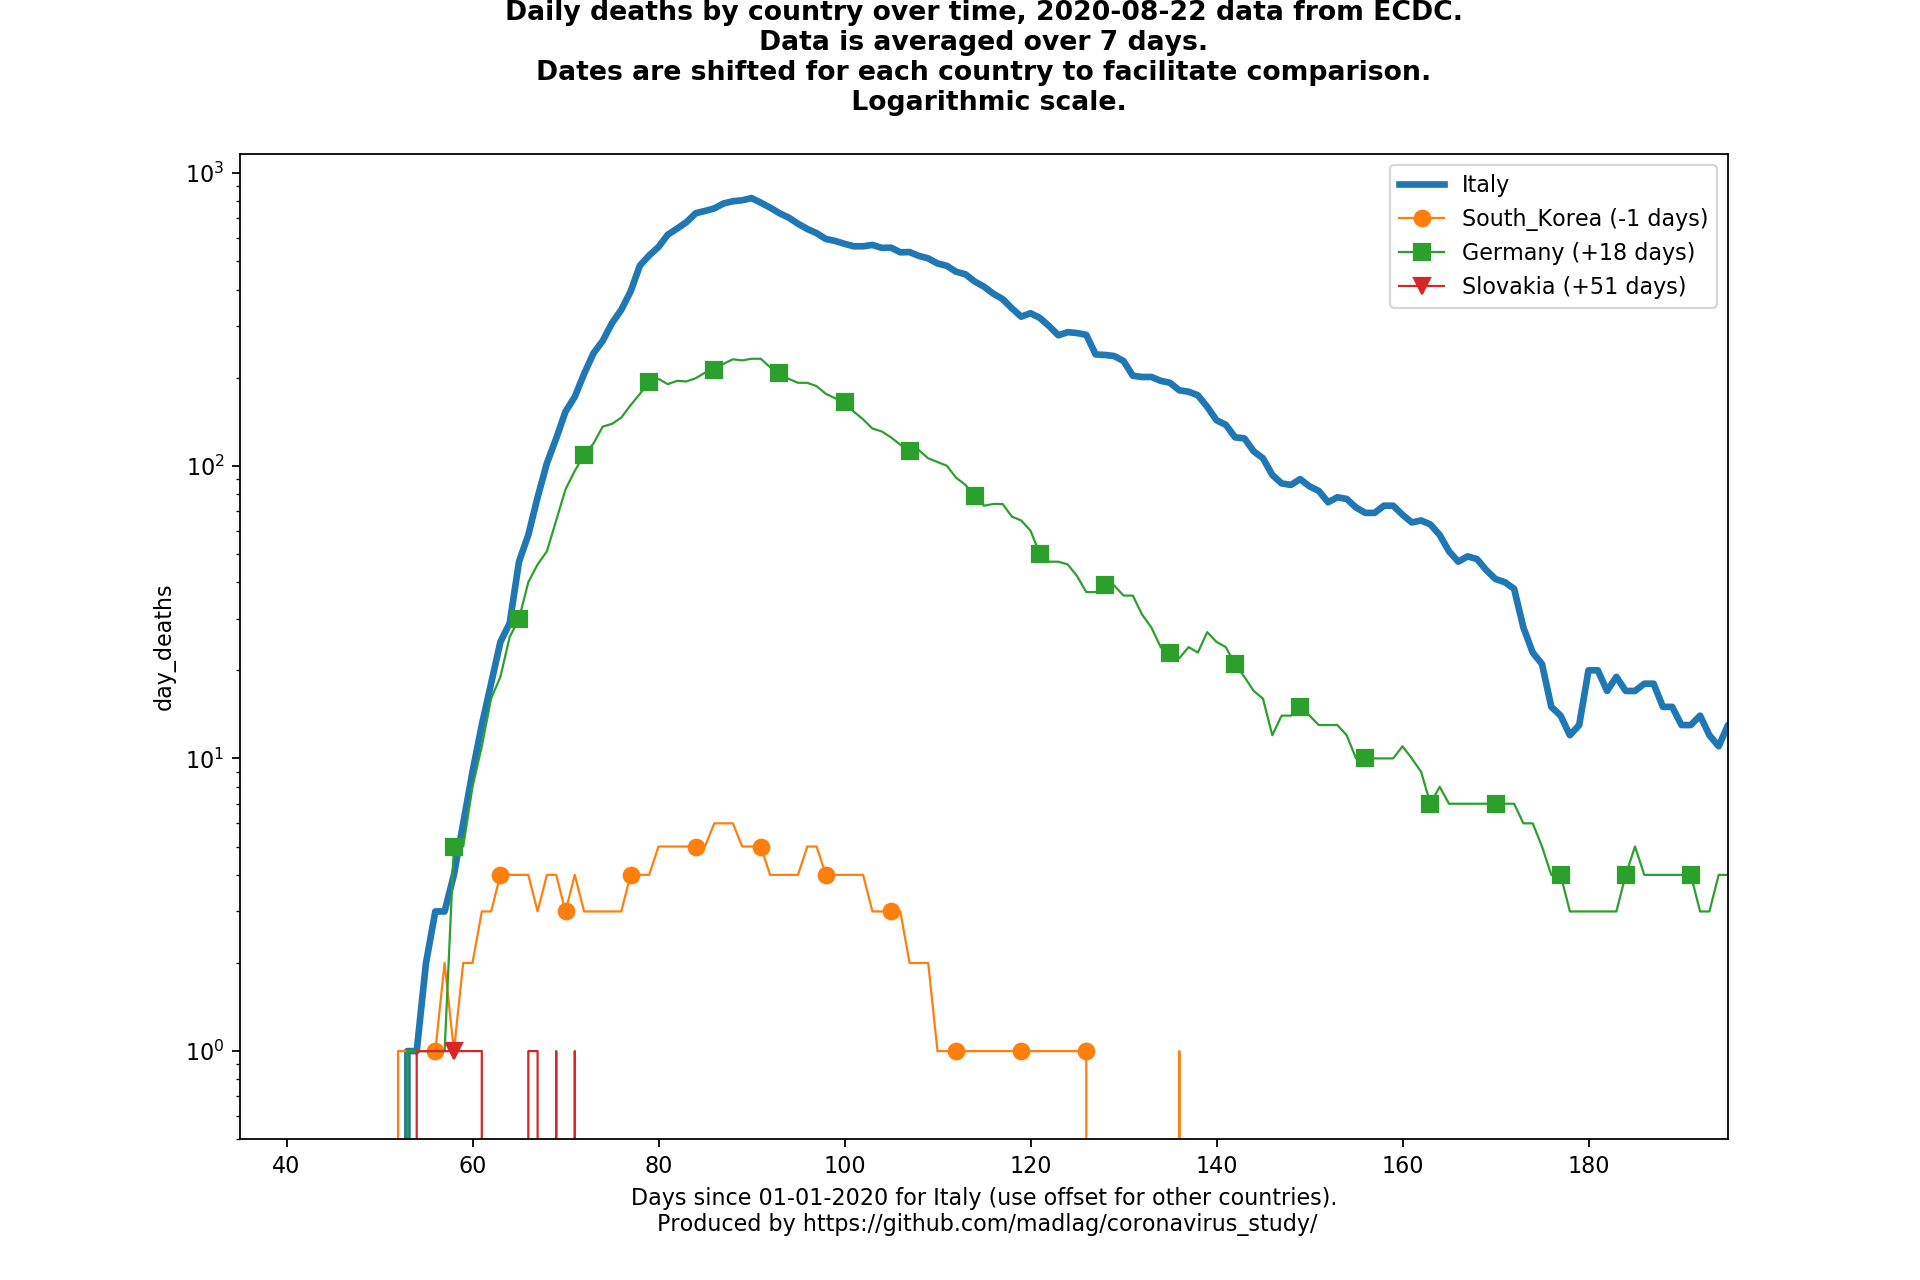 Daily deaths by country over time, 2020-08-22 data from ECDC.
Data is averaged over 7 days.
Dates are shifted for each country to facilitate comparison.
Logarithmic scale.
10³
10²
10¹
10⁰
day_deaths
Italy
South_Korea (-1 days)
Germany (+18 days)
Slovakia (+51 days)
40 60 80 100 120 140 160 180
Days since 01-01-2020 for Italy (use offset for other countries).
Produced by https://github.com/madlag/coronavirus_study/